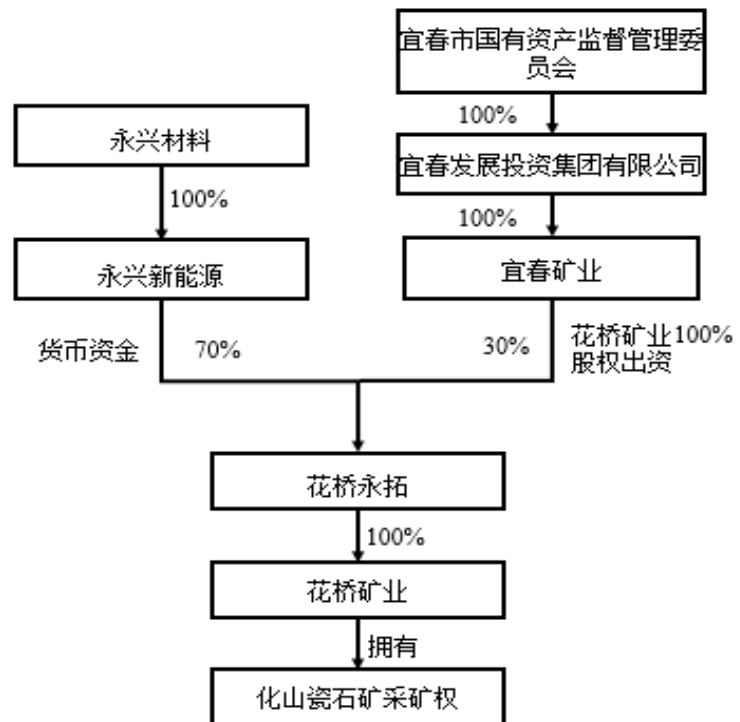 宜春市国有资产监督管理委
员会
100%
永兴材料
宜春发展投资集团有限公司
100%
100%
永兴新能源
宜春矿业
货币资金
70%
30%
花桥矿业100%
股权出资
花桥永拓
100%
花桥矿业
拥有
化山瓷石矿采矿权